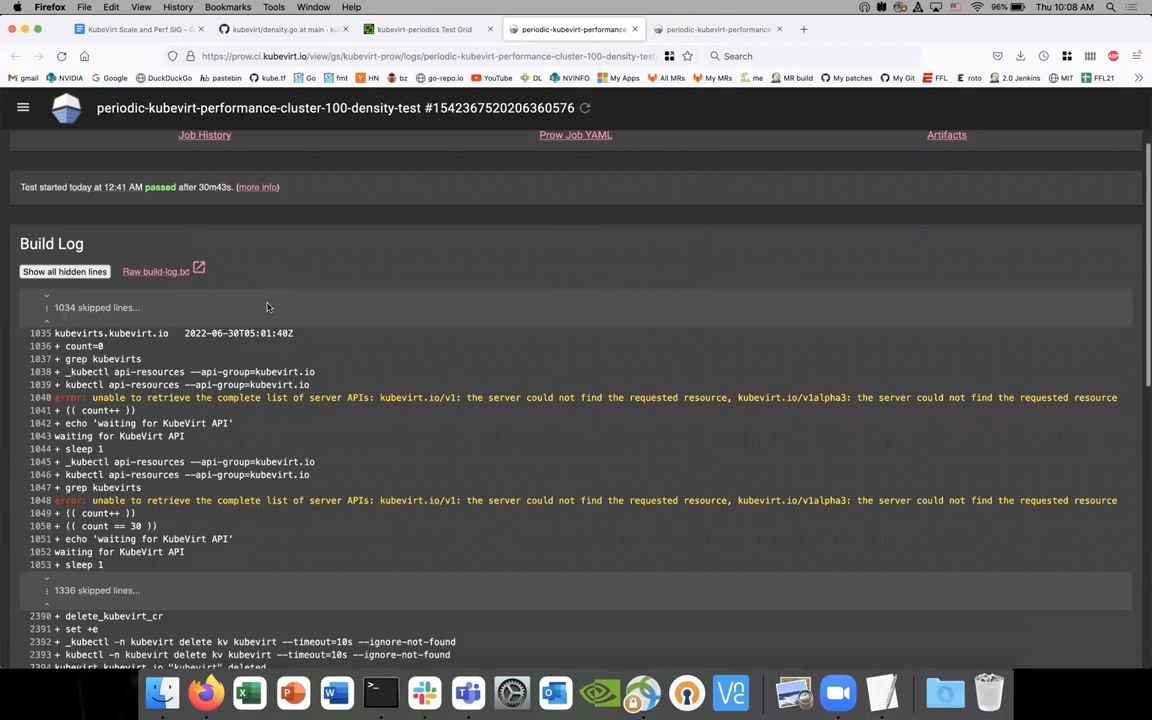 Firefox File Edit View History Bookmarks Tools Window Help 96% Thu 10:08 AM
KubeVirt Scale and Perf SIG - G
kubevirt/density.go at main · ku
kubevirt-periodics Test Grid
periodic-kubevirt-performance-
periodic-kubevirt-performance-c
https://prow.ci.kubevirt.io/view/gs/kubevirt-prow/logs/periodic-kubevirt-performance-cluster-100-density-test.
Search
gmail NVIDIA Google DuckDuckGo pastebin kube.tf Go fmt HN bz go-repo.io YouTube DL NVINFO My Apps All MRs My MRs me MR build My patches My Git FFL roto 2.0 Jenkins MIT FFL21
periodic-kubevirt-performance-cluster-100-density-test #1542367520206360576
Job History Prow Job YAML Artifacts
Test started today at 12:41 AM passed after 30m43s. (more info)
Build Log
Show all hidden lines Raw build-log.txt
1034 skipped lines...
1035 kubevirts.kubevirt.io 2022-06-30T05:01:40Z
1036 + count=0
1037 + grep kubevirts
1038 + _kubectl api-resources --api-group=kubevirt.io
1039 + kubectl api-resources --api-group=kubevirt.io
1040 error: unable to retrieve the complete list of server APIs: kubevirt.io/v1: the server could not find the requested resource, kubevirt.io/v1alpha3: the server could not find the requested resource
1041 + (( count++ ))
1042 + echo 'waiting for KubeVirt API'
1043 waiting for KubeVirt API
1044 + sleep 1
1045 + _kubectl api-resources --api-group=kubevirt.io
1046 + kubectl api-resources --api-group=kubevirt.io
1047 + grep kubevirts
1048 error: unable to retrieve the complete list of server APIs: kubevirt.io/v1: the server could not find the requested resource, kubevirt.io/v1alpha3: the server could not find the requested resource
1049 + (( count++ ))
1050 + (( count == 30 ))
1051 + echo 'waiting for KubeVirt API'
1052 waiting for KubeVirt API
1053 + sleep 1
1336 skipped lines...
2390 + delete_kubevirt_cr
2391 + set +e
2392 + _kubectl -n kubevirt delete kv kubevirt --timeout=10s --ignore-not-found
2393 + kubectl -n kubevirt delete kv kubevirt --timeout=10s --ignore-not-found
2394 kubevirt.kubevirt.io "kubevirt" deleted